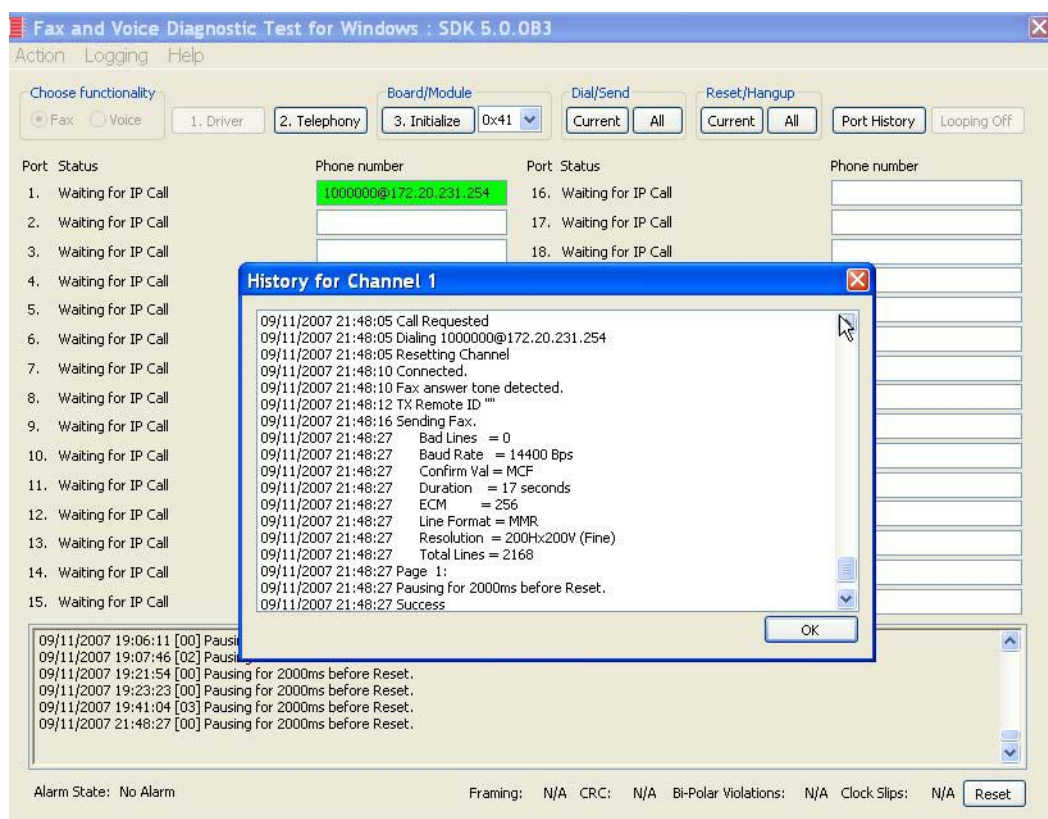 Fax and Voice Diagnostic Test for Windows : SDK 5.0.0B3
Action Logging Help
Choose functionality Board/Module Dial/Send Reset/Hangup
Fax Voice 1. Driver 2. Telephony 3. Initialize 0x41 Current All Current All Port History Looping Off
Port Status Phone number Port Status Phone number
1. Waiting for IP Call 1000000@172.20.231.254 16. Waiting for IP Call
2. Waiting for IP Call 17. Waiting for IP Call
3. Waiting for IP Call 18. Waiting for IP Call
4. Waiting for IP Call
5. Waiting for IP Call
6. Waiting for IP Call
7. Waiting for IP Call
8. Waiting for IP Call
9. Waiting for IP Call
10. Waiting for IP Call
11. Waiting for IP Call
12. Waiting for IP Call
13. Waiting for IP Call
14. Waiting for IP Call
15. Waiting for IP Call
History for Channel 1
09/11/2007 21:48:05 Call Requested
09/11/2007 21:48:05 Dialing 1000000@172.20.231.254
09/11/2007 21:48:05 Resetting Channel
09/11/2007 21:48:10 Connected.
09/11/2007 21:48:10 Fax answer tone detected.
09/11/2007 21:48:12 TX Remote ID ""
09/11/2007 21:48:16 Sending Fax.
09/11/2007 21:48:27 Bad Lines = 0
09/11/2007 21:48:27 Baud Rate = 14400 Bps
09/11/2007 21:48:27 Confirm Val = MCF
09/11/2007 21:48:27 Duration = 17 seconds
09/11/2007 21:48:27 ECM = 256
09/11/2007 21:48:27 Line Format = MMR
09/11/2007 21:48:27 Resolution = 200Hx200V (Fine)
09/11/2007 21:48:27 Total Lines = 2168
09/11/2007 21:48:27 Page 1:
09/11/2007 21:48:27 Pausing for 2000ms before Reset.
09/11/2007 21:48:27 Success
OK
09/11/2007 19:06:11 [00]
09/11/2007 19:07:46 [02]
09/11/2007 19:21:54 [00] Pausing for 2000ms before Reset.
09/11/2007 19:23:23 [00] Pausing for 2000ms before Reset.
09/11/2007 19:41:04 [03] Pausing for 2000ms before Reset.
09/11/2007 21:48:27 [00] Pausing for 2000ms before Reset.
Alarm State: No Alarm Framing: N/A CRC: N/A Bi-Polar Violations: N/A Clock Slips: N/A Reset